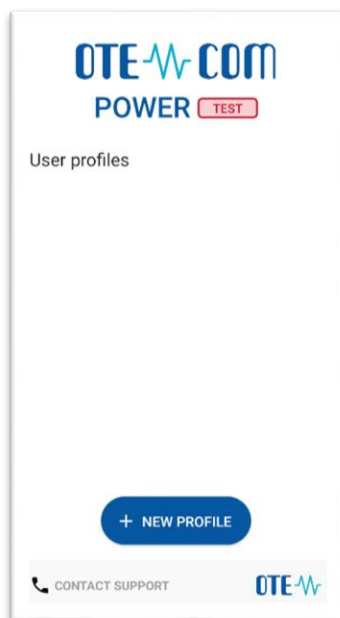 OTE COM
POWER TEST
User profiles
+ NEW PROFILE
CONTACT SUPPORT OTE